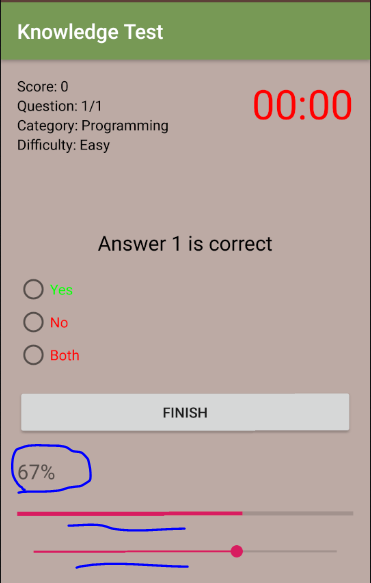 Knowledge Test
Score: 0
00:00
Question: 1/1
Category: Programming
Difficulty: Easy
Answer 1 is correct
Yes
No
Both
FINISH
67%